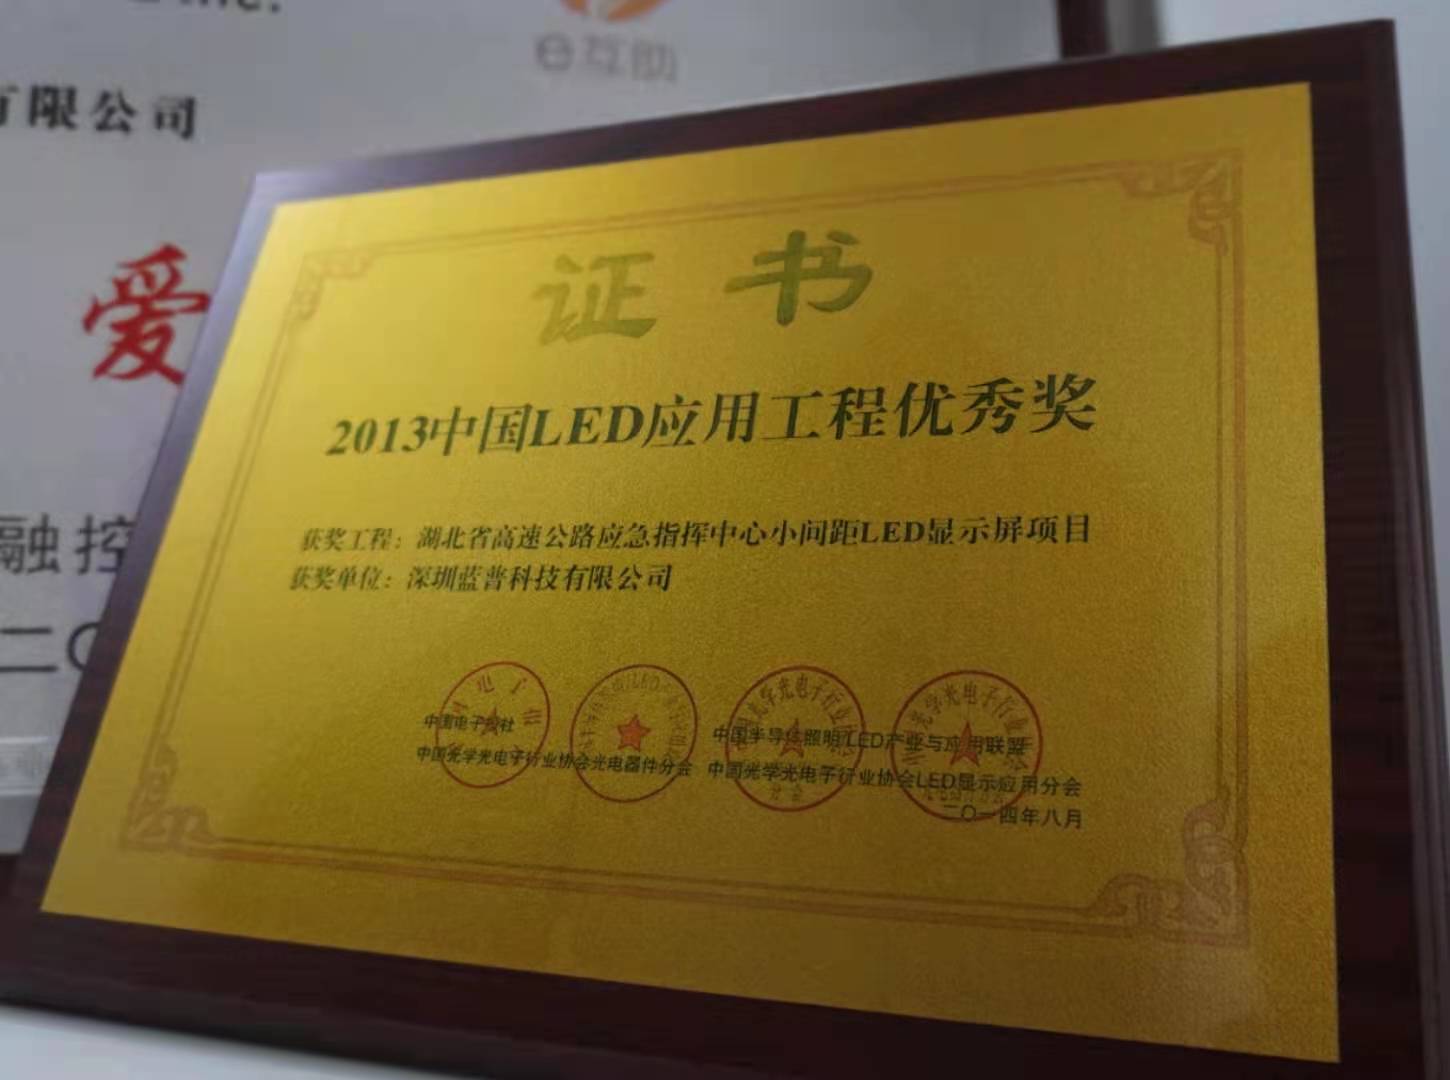 Inc.
e互助
有限公司
爱
融控
二〇
证书
2013中国LED应用工程优秀奖
获奖工程：湖北省高速公路应急指挥中心小间距LED显示屏项目
获奖单位：深圳蓝普科技有限公司
中国电子报社 中国半导体照明/LED产业与应用联盟
中国光学光电子行业协会光电器件分会 中国光学光电子行业协会LED显示应用分会
二〇一四年八月